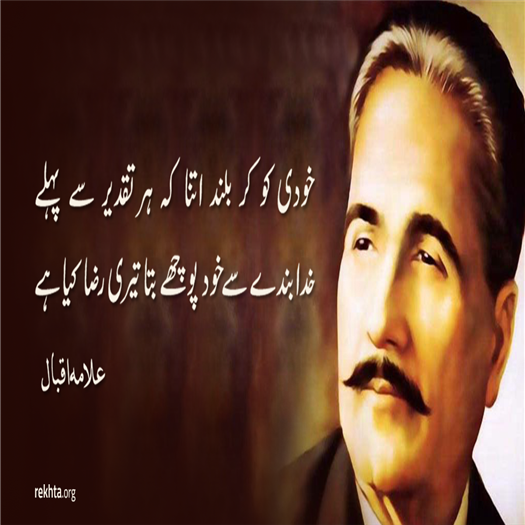 خودی کو کر بلند اتنا کہ ہر تقدیر سے پہلے
خدا بندے سے خود پوچھے بتا تیری رضا کیا ہے
علامہ اقبال
rekhta.org